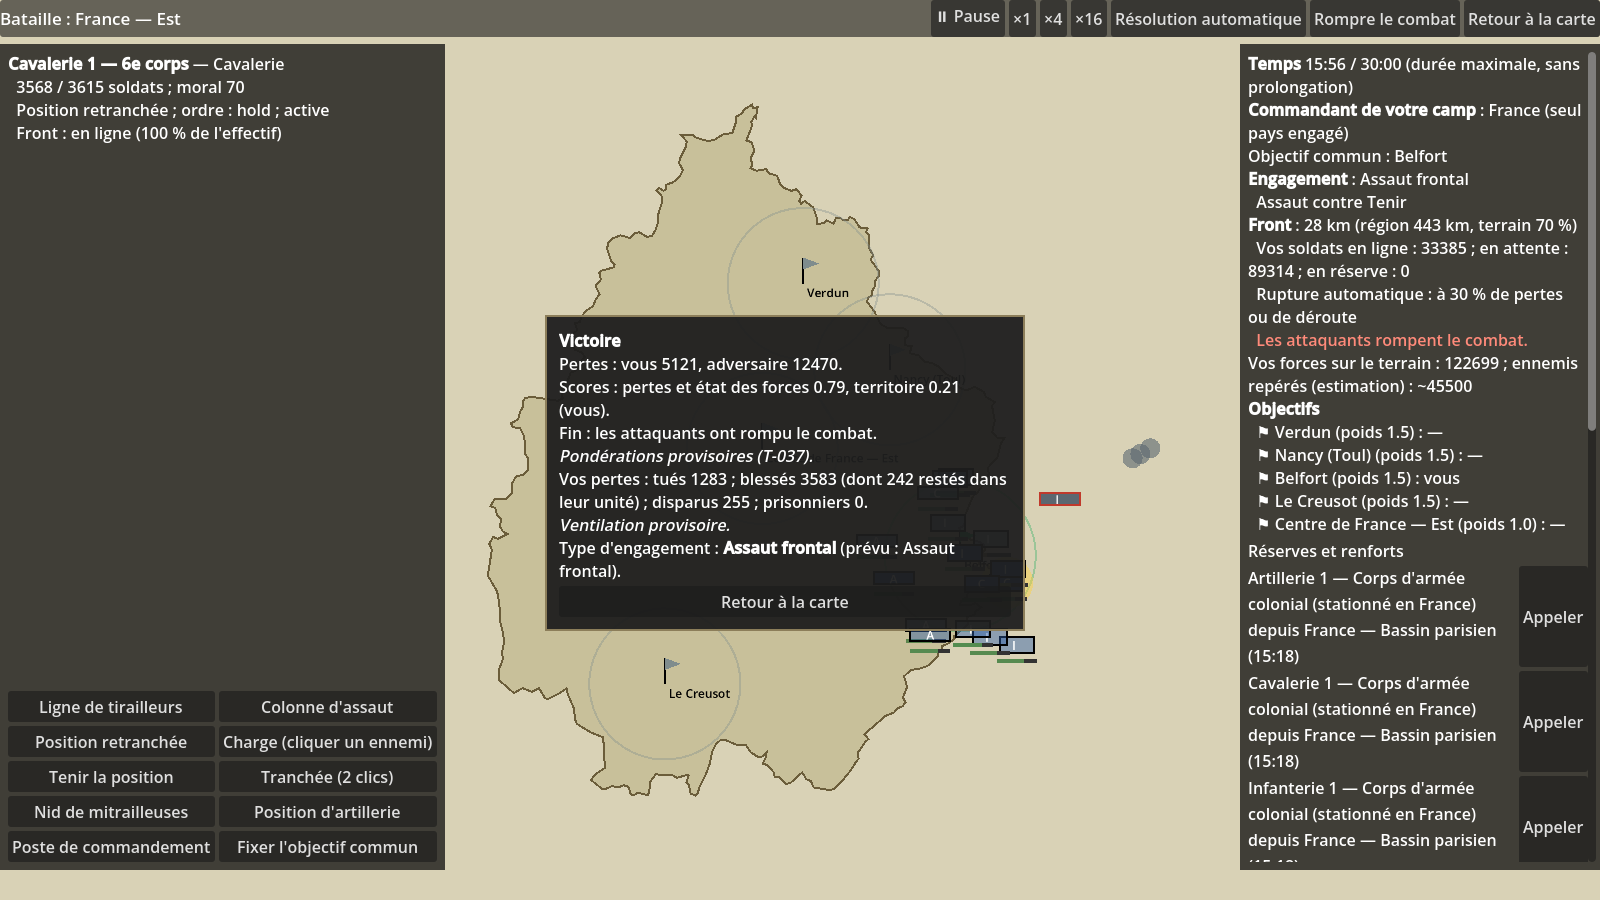 Bataille : France — Est
⏸ Pause
×1
×4
×16
Résolution automatique
Rompre le combat
Retour à la carte
Cavalerie 1 — 6e corps — Cavalerie
3568 / 3615 soldats ; moral 70
Position retranchée ; ordre : hold ; active
Front : en ligne (100 % de l'effectif)
Ligne de tirailleurs
Colonne d'assaut
Position retranchée
Charge (cliquer un ennemi)
Tenir la position
Tranchée (2 clics)
Nid de mitrailleuses
Position d'artillerie
Poste de commandement
Fixer l'objectif commun
Verdun
Victoire
Pertes : vous 5121, adversaire 12470.
Scores : pertes et état des forces 0.79, territoire 0.21
(vous).
Fin : les attaquants ont rompu le combat.
Pondérations provisoires (T-037).
Vos pertes : tués 1283 ; blessés 3583 (dont 242 restés dans
leur unité) ; disparus 255 ; prisonniers 0.
Ventilation provisoire.
Type d'engagement : Assaut frontal (prévu : Assaut
frontal).
Retour à la carte
I
A
I
Le Creusot
Temps 15:56 / 30:00 (durée maximale, sans
prolongation)
Commandant de votre camp : France (seul
pays engagé)
Objectif commun : Belfort
Engagement : Assaut frontal
Assaut contre Tenir
Front : 28 km (région 443 km, terrain 70 %)
Vos soldats en ligne : 33385 ; en attente :
89314 ; en réserve : 0
Rupture automatique : à 30 % de pertes
ou de déroute
Les attaquants rompent le combat.
Vos forces sur le terrain : 122699 ; ennemis
repérés (estimation) : ~45500
Objectifs
⚑ Verdun (poids 1.5) : —
⚑ Nancy (Toul) (poids 1.5) : —
⚑ Belfort (poids 1.5) : vous
⚑ Le Creusot (poids 1.5) : —
⚑ Centre de France — Est (poids 1.0) : —
Réserves et renforts
Artillerie 1 — Corps d'armée
colonial (stationné en France)
depuis France — Bassin parisien
(15:18)
Appeler
Cavalerie 1 — Corps d'armée
colonial (stationné en France)
depuis France — Bassin parisien
(15:18)
Appeler
Infanterie 1 — Corps d'armée
colonial (stationné en France)
depuis France — Bassin parisien
Appeler